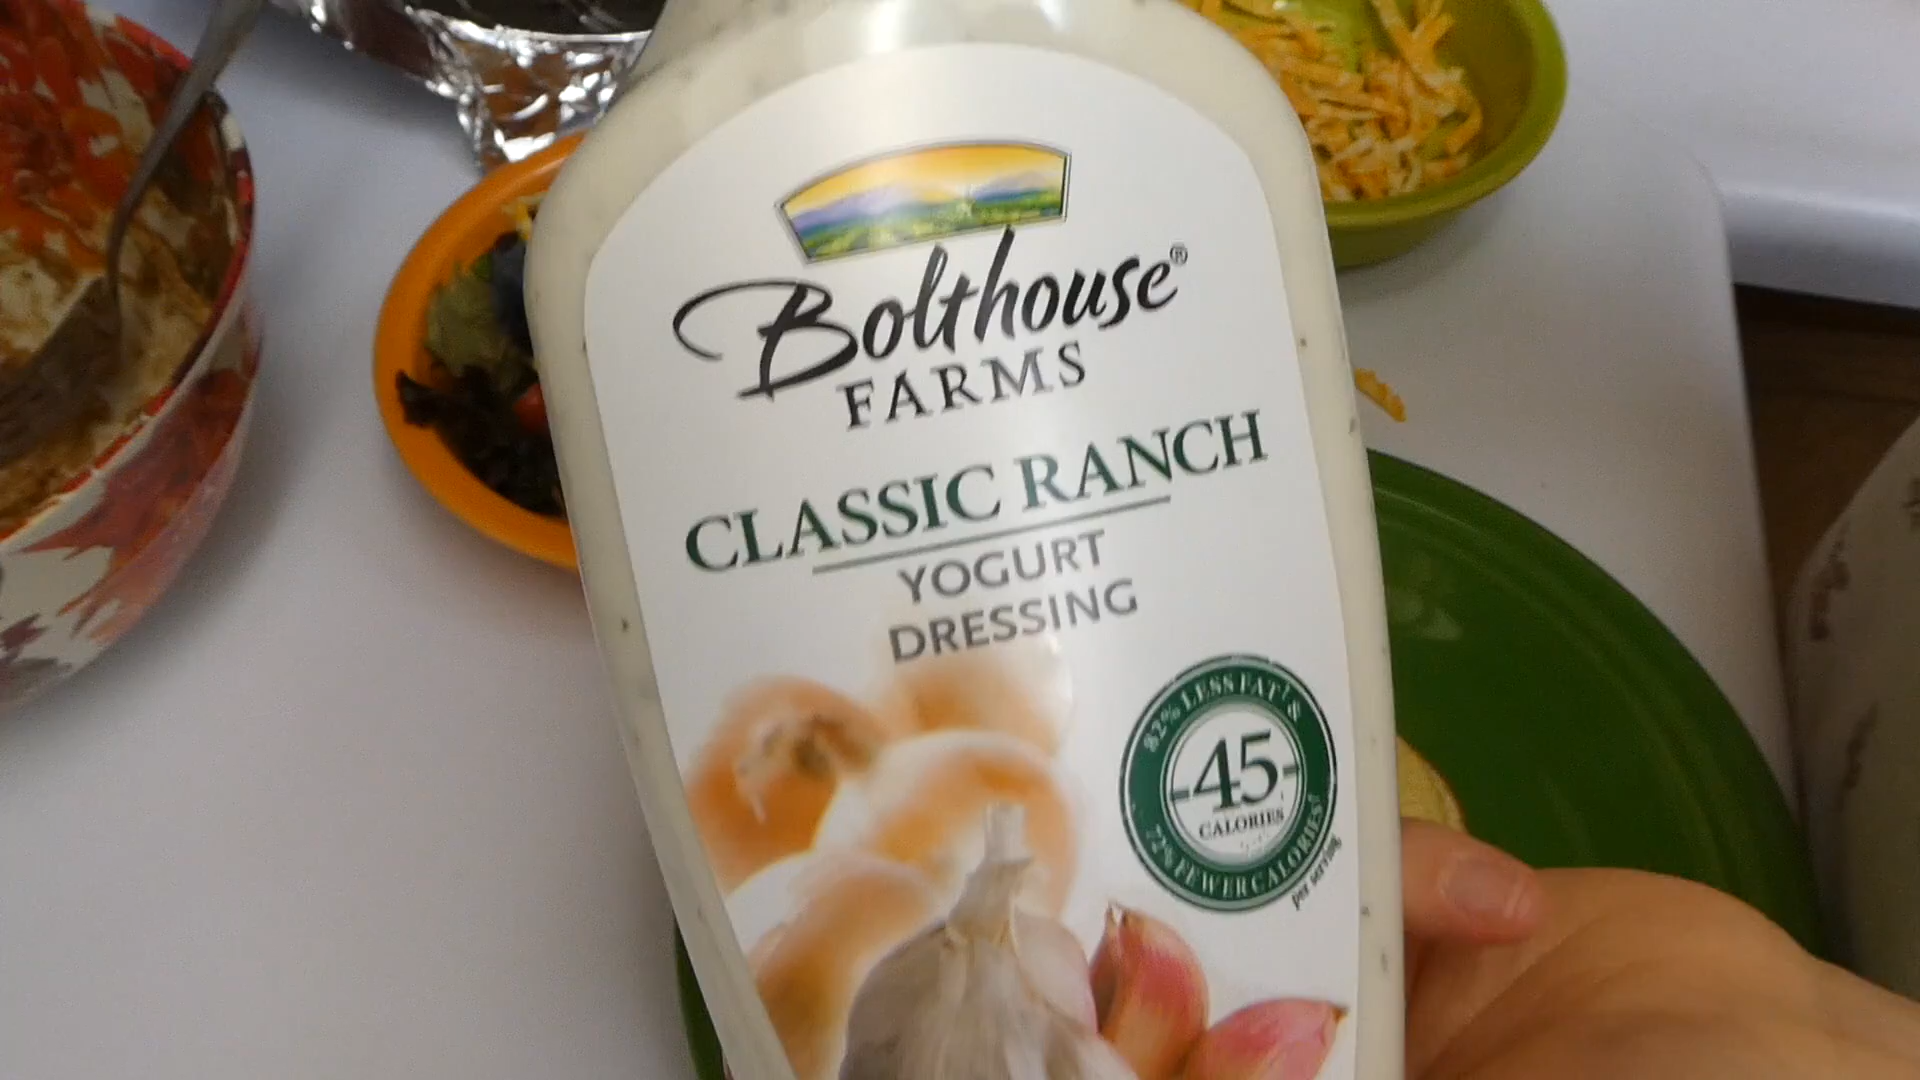 Bolthouse®
FARMS
CLASSIC RANCH
YOGURT
DRESSING
82% LESS FAT† &
45
CALORIES
72% FEWER CALORIES†
per serving